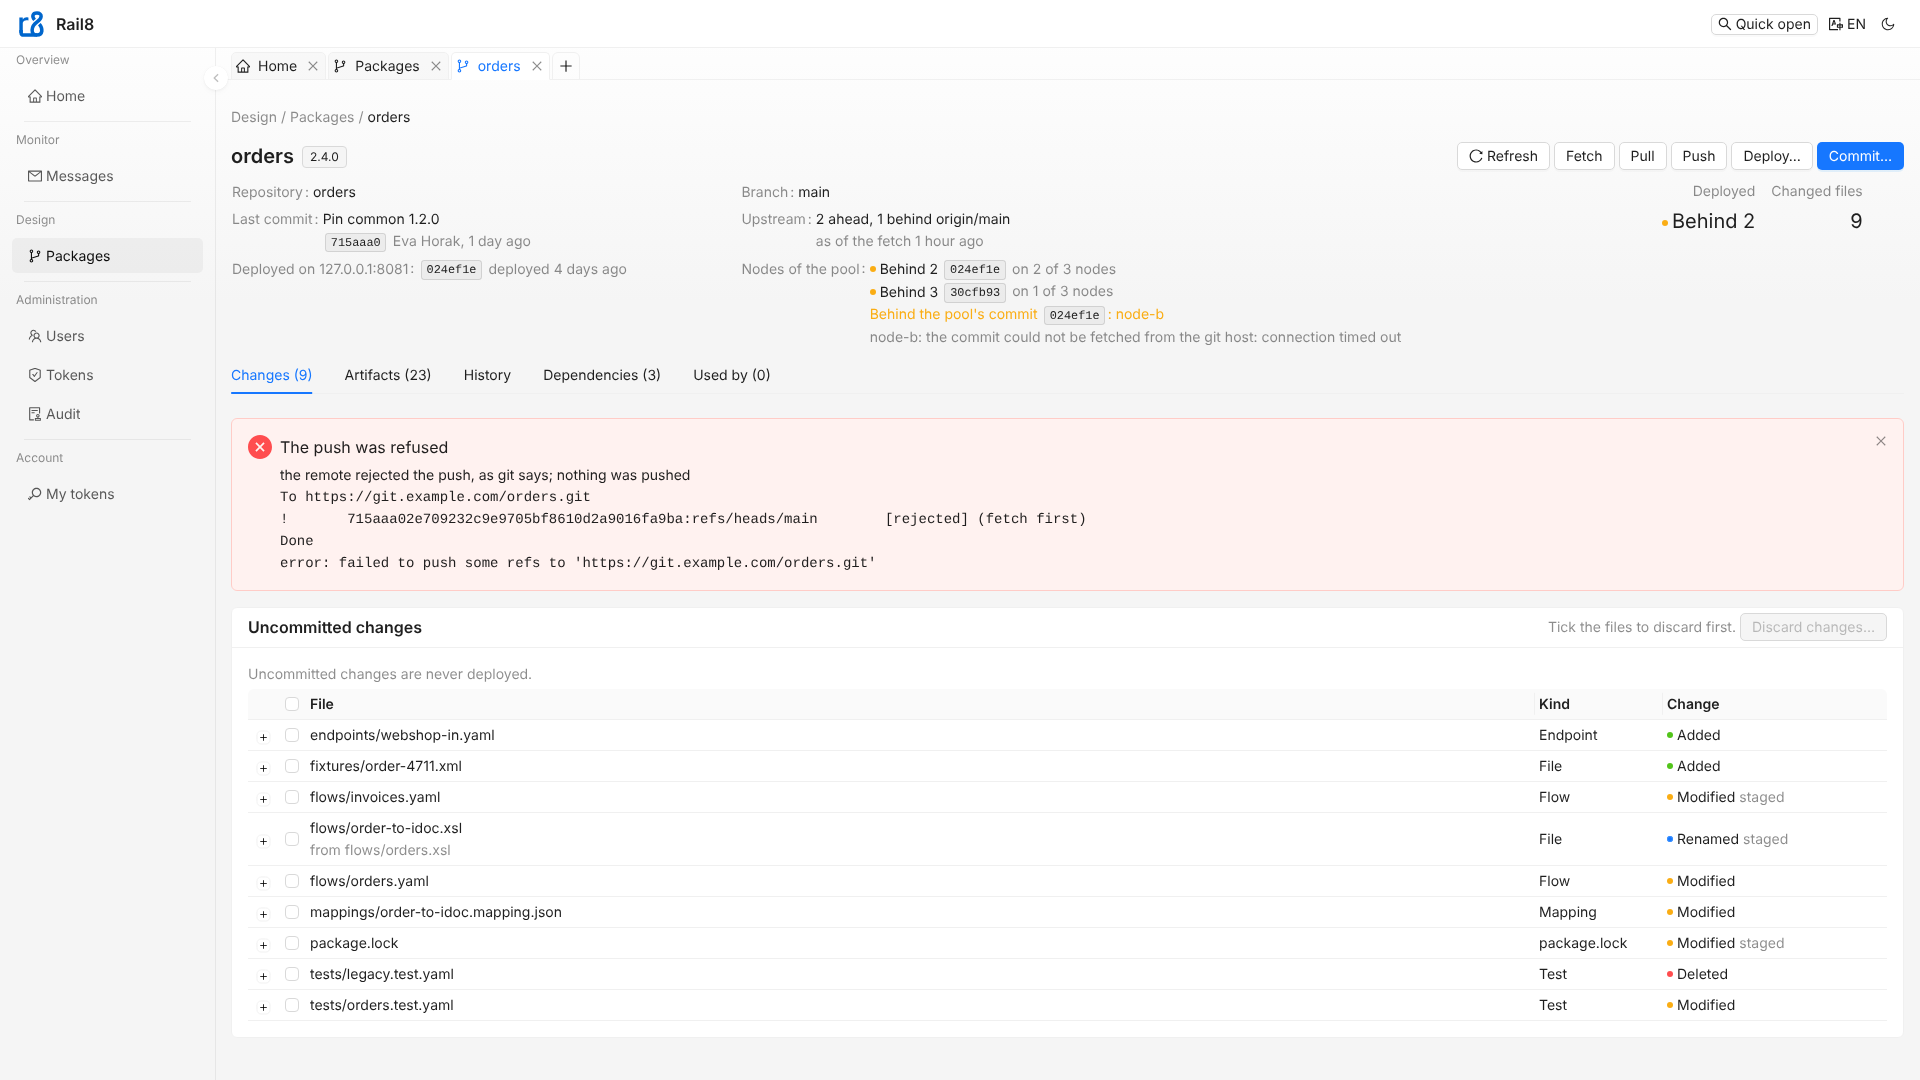 r8 Rail8
Quick open
EN
Overview
Home
Monitor
Messages
Design
Packages
Administration
Users
Tokens
Audit
Account
My tokens
Home
Packages
orders
Design / Packages / orders
orders 2.4.0
Refresh
Fetch
Pull
Push
Deploy...
Commit...
Repository: orders
Branch: main
Deployed
Behind 2
Changed files
9
Last commit: Pin common 1.2.0
715aaa0 Eva Horak, 1 day ago
Upstream: 2 ahead, 1 behind origin/main
as of the fetch 1 hour ago
Deployed on 127.0.0.1:8081: 024ef1e deployed 4 days ago
Nodes of the pool: Behind 2 024ef1e on 2 of 3 nodes
Behind 3 30cfb93 on 1 of 3 nodes
Behind the pool's commit 024ef1e : node-b
node-b: the commit could not be fetched from the git host: connection timed out
Changes (9)
Artifacts (23)
History
Dependencies (3)
Used by (0)
The push was refused
the remote rejected the push, as git says; nothing was pushed
To https://git.example.com/orders.git
! 715aaa02e709232c9e9705bf8610d2a9016fa9ba:refs/heads/main [rejected] (fetch first)
Done
error: failed to push some refs to 'https://git.example.com/orders.git'
Uncommitted changes
Tick the files to discard first.
Discard changes...
Uncommitted changes are never deployed.
File Kind Change
+ endpoints/webshop-in.yaml Endpoint Added
+ fixtures/order-4711.xml File Added
+ flows/invoices.yaml Flow Modified staged
+ flows/order-to-idoc.xsl File Renamed staged
from flows/orders.xsl
+ flows/orders.yaml Flow Modified
+ mappings/order-to-idoc.mapping.json Mapping Modified
+ package.lock package.lock Modified staged
+ tests/legacy.test.yaml Test Deleted
+ tests/orders.test.yaml Test Modified